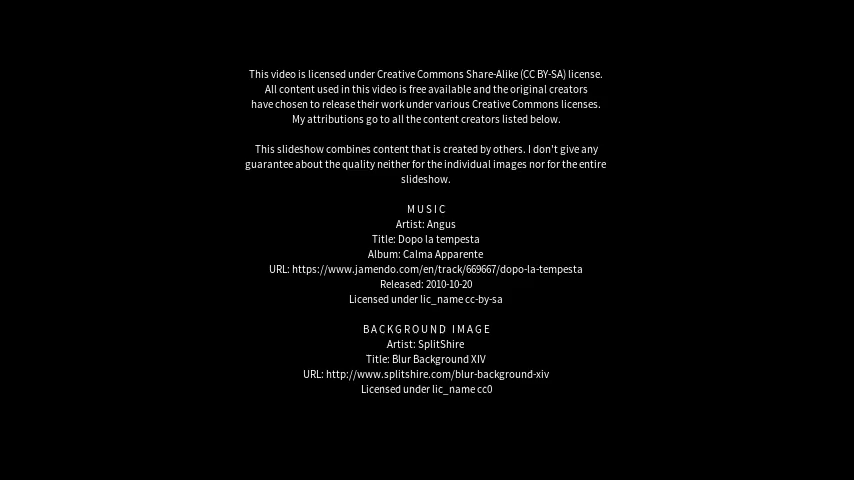 This video is licensed under Creative Commons Share-Alike (CC BY-SA) license.
All content used in this video is free available and the original creators
have chosen to release their work under various Creative Commons licenses.
My attributions go to all the content creators listed below.
This slideshow combines content that is created by others. I don't give any
guarantee about the quality neither for the individual images nor for the entire
slideshow.
MUSIC
Artist: Angus
Title: Dopo la tempesta
Album: Calma Apparente
URL: https://www.jamendo.com/en/track/669667/dopo-la-tempesta
Released: 2010-10-20
Licensed under lic_name cc-by-sa
BACKGROUND IMAGE
Artist: SplitShire
Title: Blur Background XIV
URL: http://www.splitshire.com/blur-background-xiv
Licensed under lic_name cc0